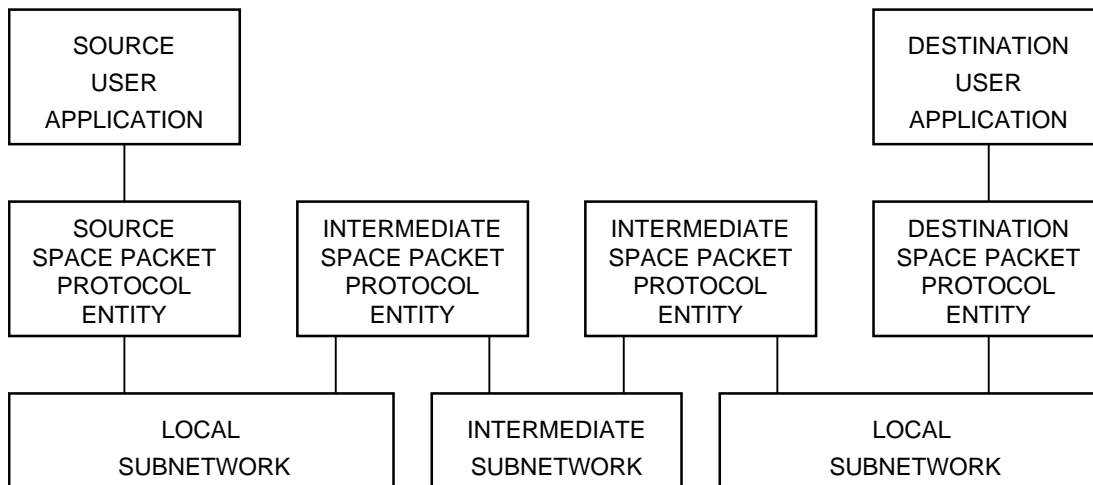 SOURCE
USER
APPLICATION
DESTINATION
USER
APPLICATION
SOURCE
SPACE PACKET
PROTOCOL
ENTITY
INTERMEDIATE
SPACE PACKET
PROTOCOL
ENTITY
INTERMEDIATE
SPACE PACKET
PROTOCOL
ENTITY
DESTINATION
SPACE PACKET
PROTOCOL
ENTITY
LOCAL
SUBNETWORK
INTERMEDIATE
SUBNETWORK
LOCAL
SUBNETWORK